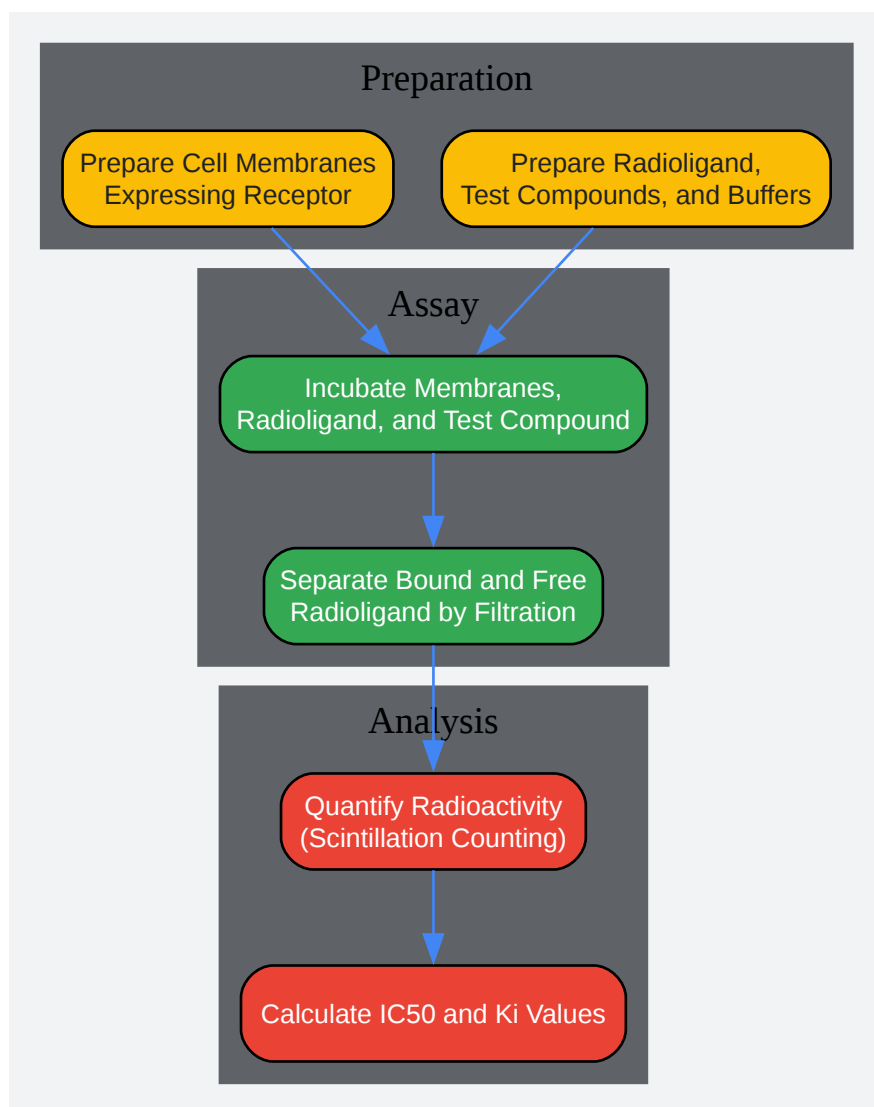 Preparation
Prepare Cell Membranes
Expressing Receptor
Prepare Radioligand,
Test Compounds, and Buffers
Assay
Incubate Membranes,
Radioligand, and Test Compound
Separate Bound and Free
Radioligand by Filtration
Analysis
Quantify Radioactivity
(Scintillation Counting)
Calculate IC50 and Ki Values